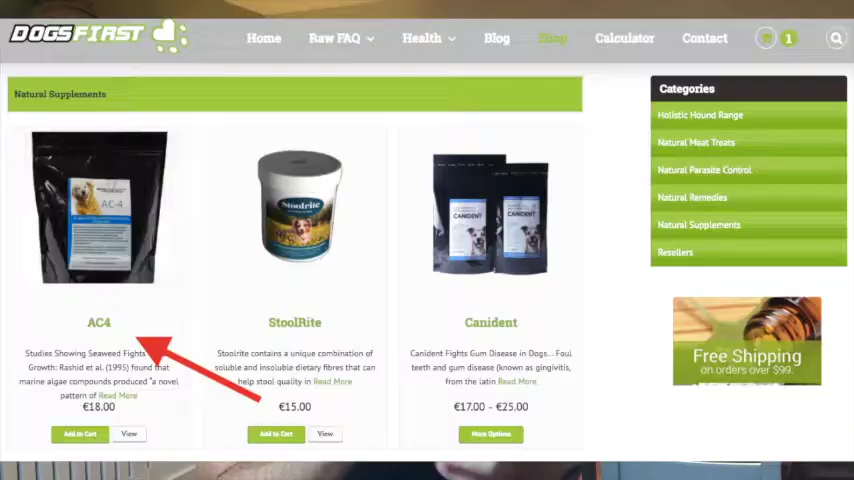 DOGSFIRST
Home Raw FAQ Health Blog Shop Calculator Contact 1
Natural Supplements
Categories
Holistic Hound Range
Natural Meat Treats
Natural Parasite Control
Natural Remedies
Natural Supplements
Resellers
AC-4
Stoolrite
CANIDENT
CANIDENT
AC4
Studies Showing Seaweed Fights
Growth: Rashid et al. (1995) found that
marine algae compounds produced "a novel
pattern of Read More
€18.00
Add to Cart View
StoolRite
Stoolrite contains a unique combination of
soluble and insoluble dietary fibres that can
help stool quality in Read More
€15.00
Add to Cart View
Canident
Canident Fights Gum Disease in Dogs... Foul
teeth and gum disease (known as gingivitis,
from the latin Read More
€17.00 – €25.00
More Options
Free Shipping
on orders over $99.